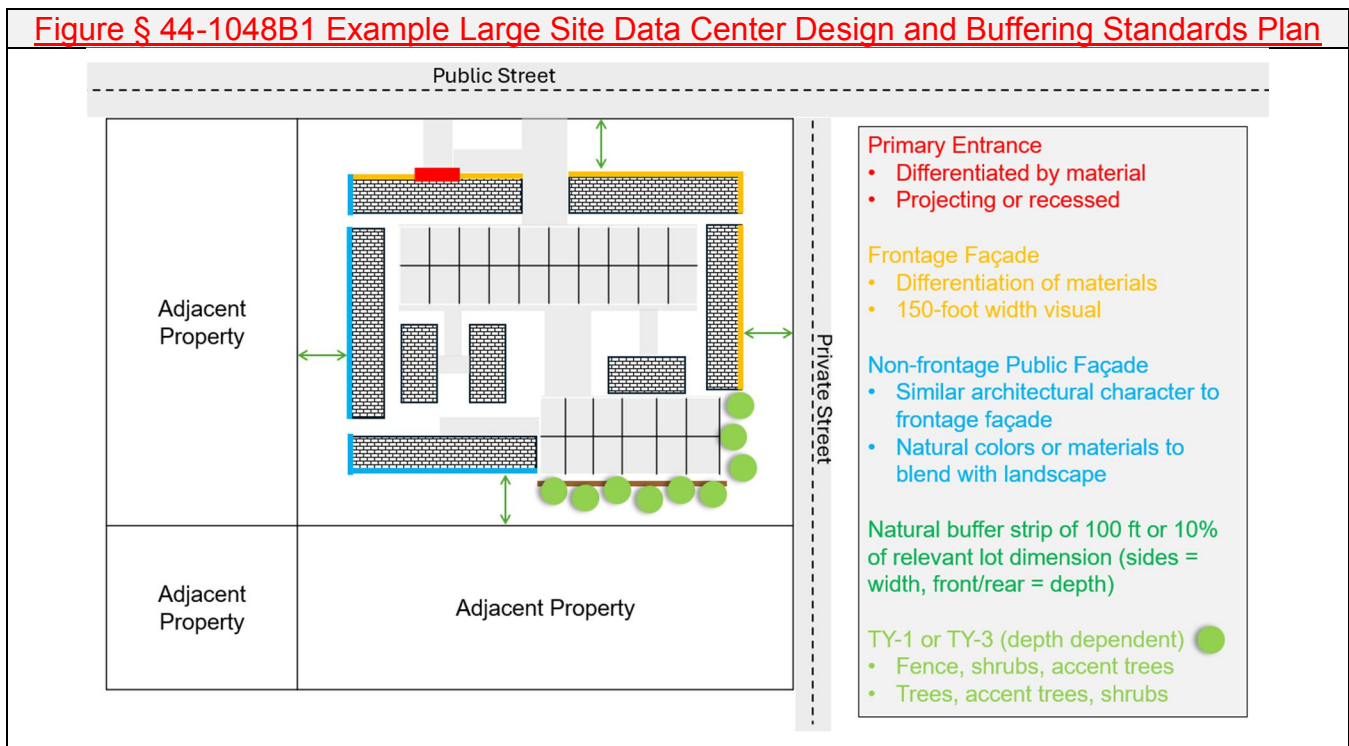 Figure § 44-1048B1 Example Large Site Data Center Design and Buffering Standards Plan
Public Street
Adjacent
Property
Private Street
Adjacent
Property
Adjacent Property
Primary Entrance
• Differentiated by material
• Projecting or recessed
Frontage Façade
• Differentiation of materials
• 150-foot width visual
Non-frontage Public Façade
• Similar architectural character to
frontage façade
• Natural colors or materials to
blend with landscape
Natural buffer strip of 100 ft or 10%
of relevant lot dimension (sides =
width, front/rear = depth)
TY-1 or TY-3 (depth dependent)
• Fence, shrubs, accent trees
• Trees, accent trees, shrubs